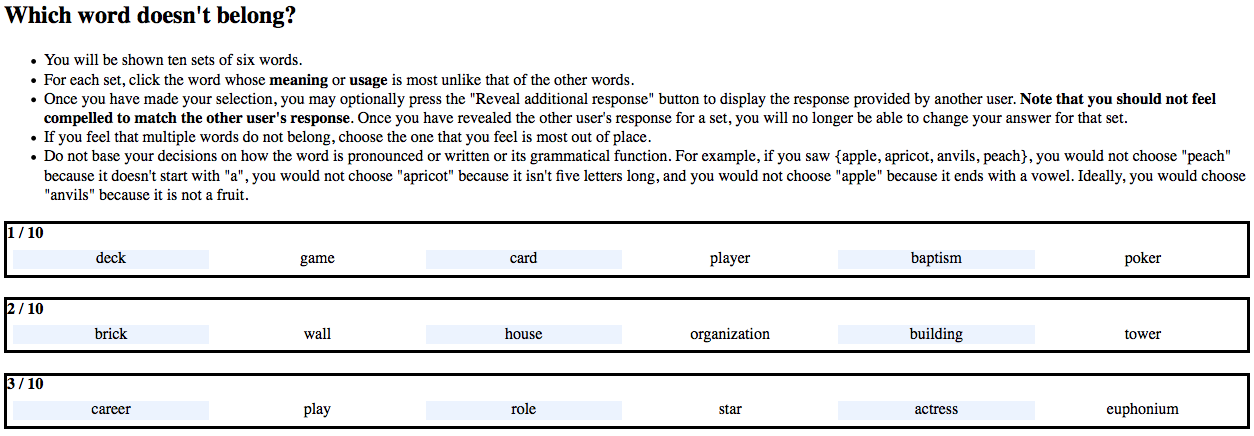 Which word doesn't belong?
• You will be shown ten sets of six words.
• For each set, click the word whose meaning or usage is most unlike that of the other words.
• Once you have made your selection, you may optionally press the "Reveal additional response" button to display the response provided by another user. Note that you should not feel
compelled to match the other user's response. Once you have revealed the other user's response for a set, you will no longer be able to change your answer for that set.
• If you feel that multiple words do not belong, choose the one that you feel is most out of place.
• Do not base your decisions on how the word is pronounced or written or its grammatical function. For example, if you saw {apple, apricot, anvils, peach}, you would not choose "peach"
because it doesn't start with "a", you would not choose "apricot" because it isn't five letters long, and you would not choose "apple" because it ends with a vowel. Ideally, you would choose
"anvils" because it is not a fruit.
1 / 10
deck game card player baptism poker
2 / 10
brick wall house organization building tower
3 / 10
career play role star actress euphonium